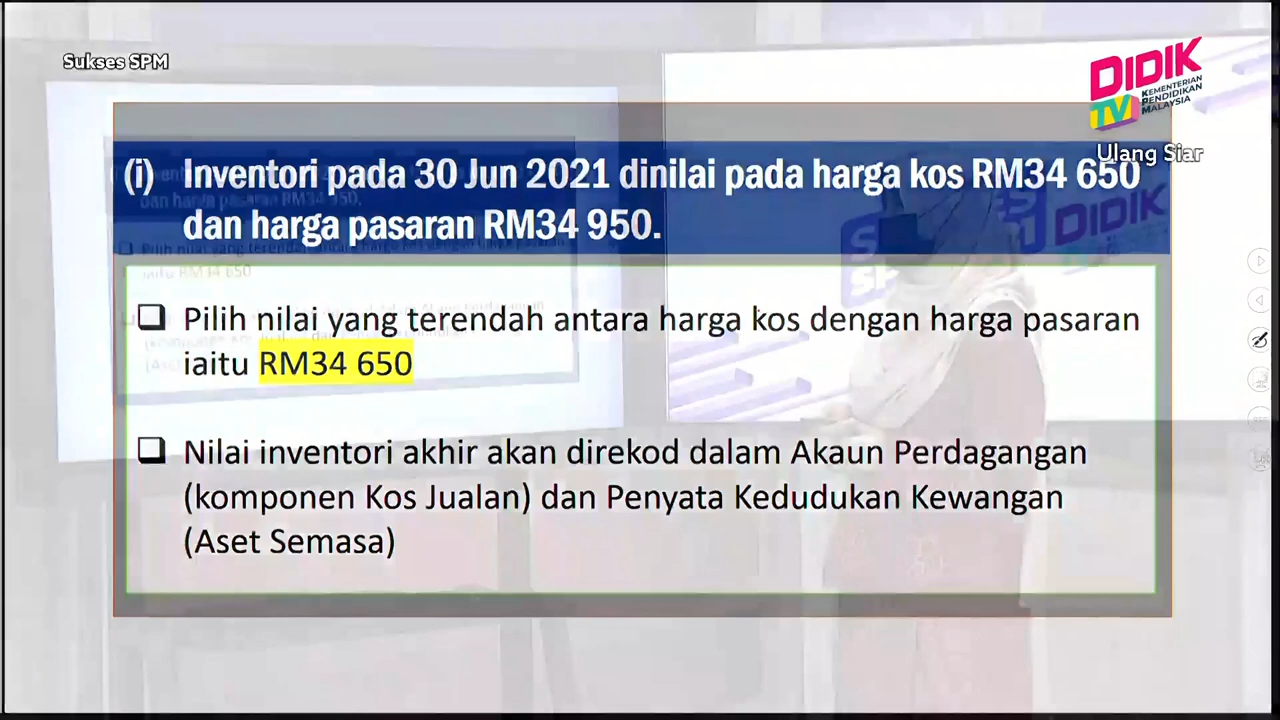 Sukses SPM
DIDIK
TV
KEMENTERIAN
PENDIDIKAN
MALAYSIA
Ulang Siar
(i) Inventori pada 30 Jun 2021 dinilai pada harga kos RM34 650
dan harga pasaran RM34 950.
DIDIK
❑ Pilih nilai yang terendah antara harga kos dengan harga pasaran
iaitu RM34 650
❑ Nilai inventori akhir akan direkod dalam Akaun Perdagangan
(komponen Kos Jualan) dan Penyata Kedudukan Kewangan
(Aset Semasa)